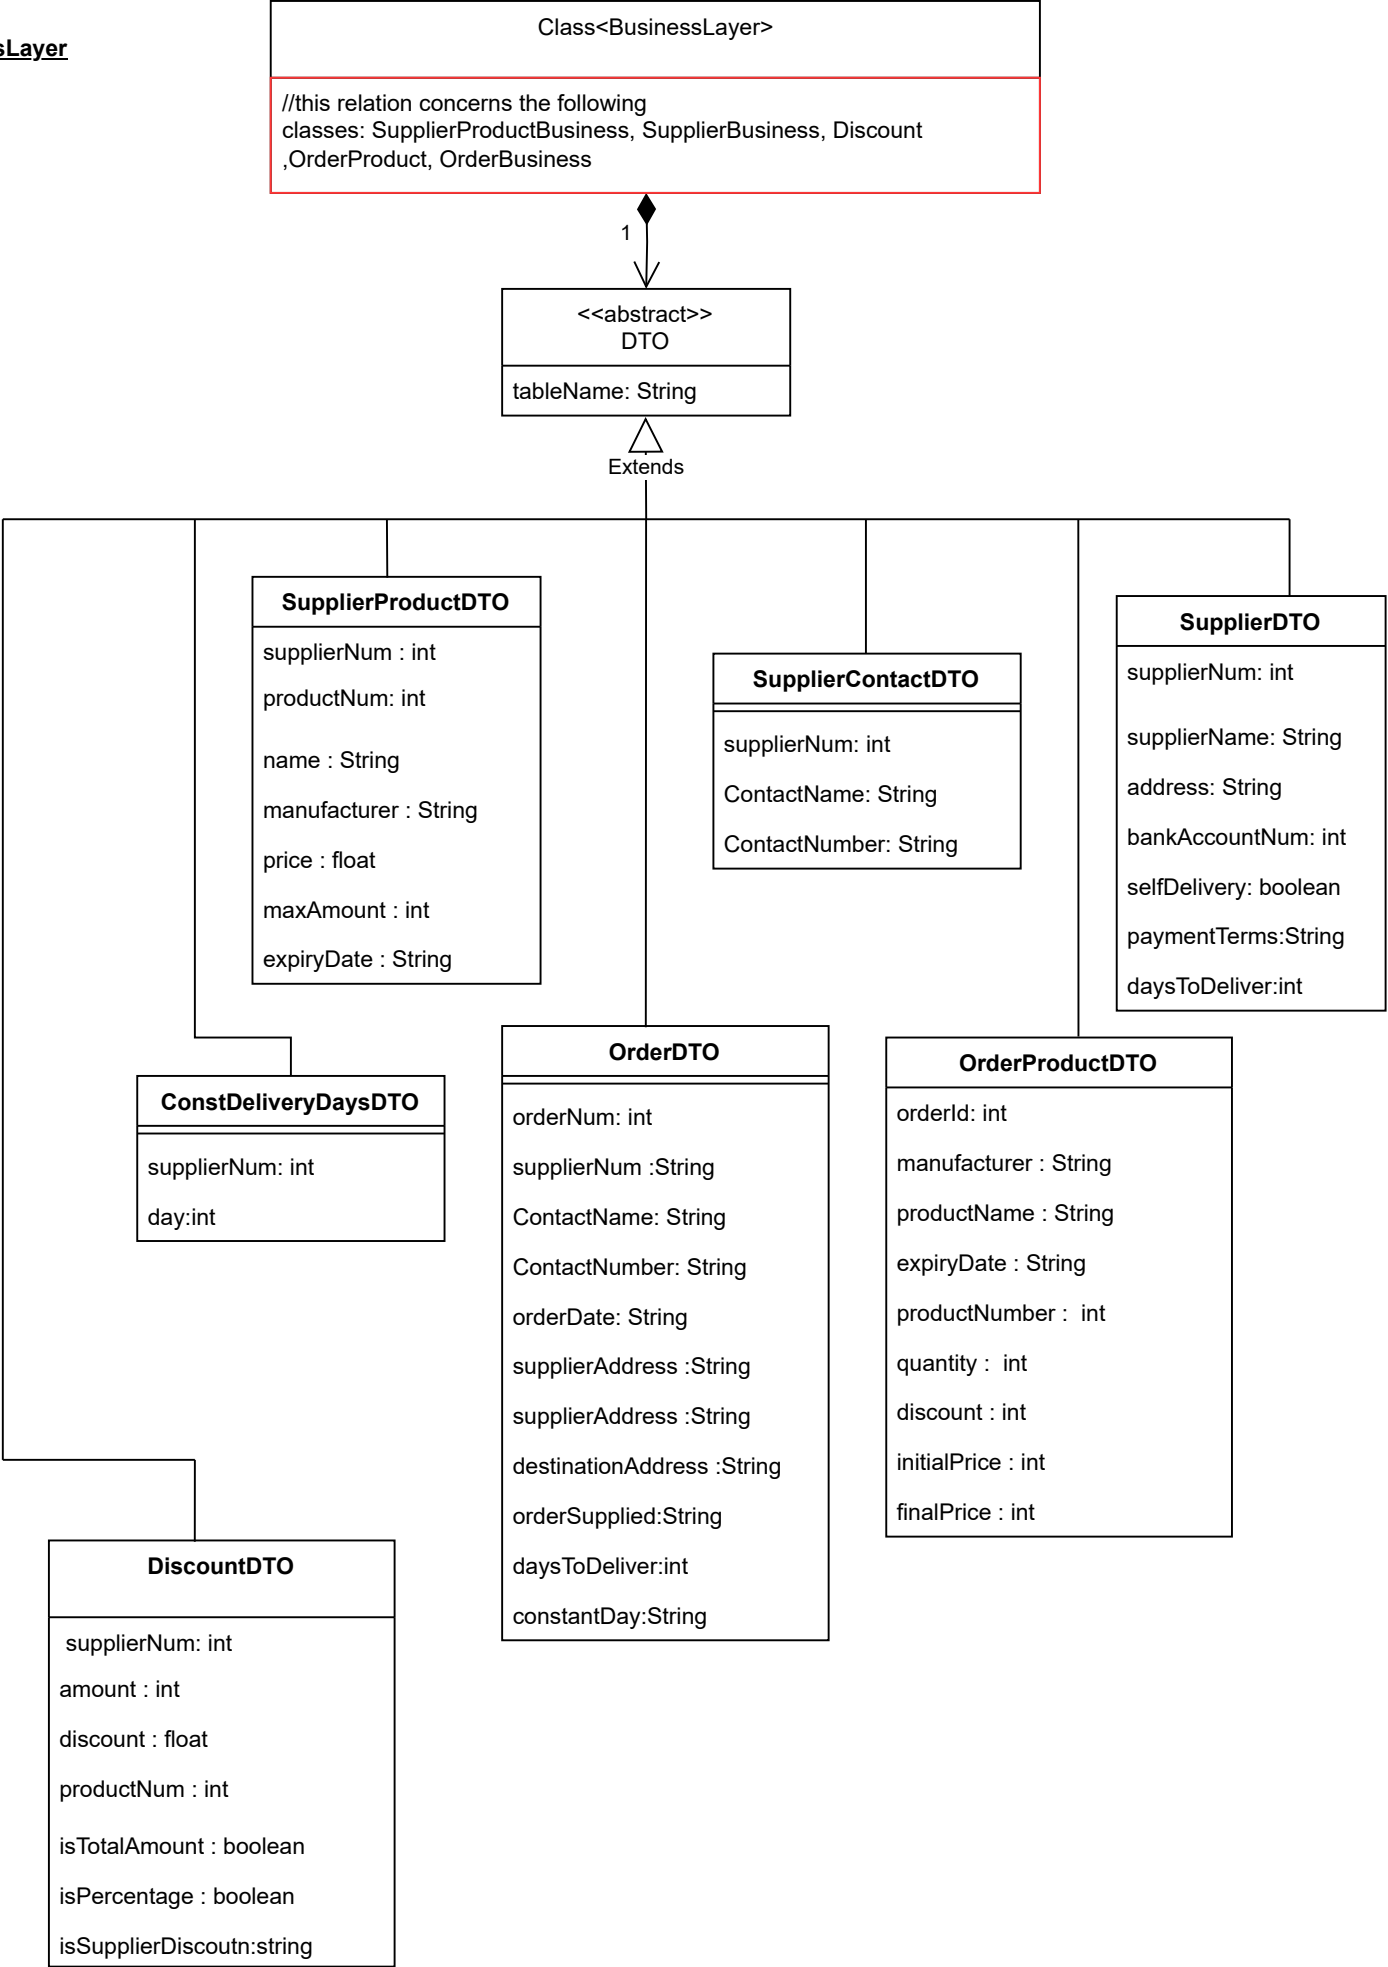 sLayer
Class<BusinessLayer>
//this relation concerns the following
classes: SupplierProductBusiness, SupplierBusiness, Discount
,OrderProduct, OrderBusiness
1
<<abstract>>
DTO
tableName: String
Extends
SupplierProductDTO
supplierNum : int
productNum: int
name : String
manufacturer : String
price : float
maxAmount : int
expiryDate : String
SupplierContactDTO
supplierNum: int
ContactName: String
ContactNumber: String
SupplierDTO
supplierNum: int
supplierName: String
address: String
bankAccountNum: int
selfDelivery: boolean
paymentTerms:String
daysToDeliver:int
ConstDeliveryDaysDTO
supplierNum: int
day:int
OrderDTO
orderNum: int
supplierNum :String
ContactName: String
ContactNumber: String
orderDate: String
supplierAddress :String
supplierAddress :String
destinationAddress :String
orderSupplied:String
daysToDeliver:int
constantDay:String
OrderProductDTO
orderId: int
manufacturer : String
productName : String
expiryDate : String
productNumber :  int
quantity :  int
discount : int
initialPrice : int
finalPrice : int
DiscountDTO
supplierNum: int
amount : int
discount : float
productNum : int
isTotalAmount : boolean
isPercentage : boolean
isSupplierDiscoutn:string